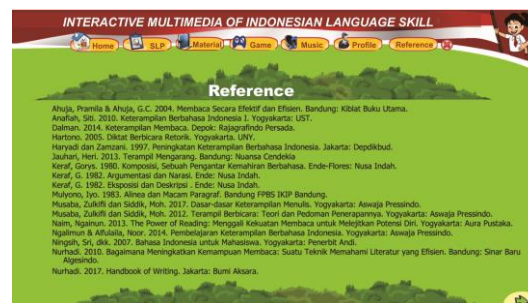 INTERACTIVE MULTIMEDIA OF INDONESIAN LANGUAGE SKILL
Home SLP Material Game Music Profile Reference
Reference
Ahuja, Pramila & Ahuja, G.C. 2004. Membaca Secara Efektif dan Efisien. Bandung: Kiblat Buku Utama.
Anafiah, Siti. 2010. Keterampilan Berbahasa Indonesia I. Yogyakarta: UST.
Dalman. 2014. Keterampilan Membaca. Depok: Rajagrafindo Persada.
Hartono. 2005. Diktat Berbicara Retorik. Yogyakarta. UNY.
Haryadi dan Zamzani. 1997. Peningkatan Keterampilan Berbahasa Indonesia. Jakarta: Depdikbud.
Jauhari, Heri. 2013. Terampil Mengarang. Bandung: Nuansa Cendekia
Keraf, Gorys. 1980. Komposisi, Sebuah Pengantar Kemahiran Berbahasa. Ende-Flores: Nusa Indah.
Keraf, G. 1982. Argumentasi dan Narasi. Ende: Nusa Indah.
Keraf, G. 1982. Eksposisi dan Deskripsi . Ende: Nusa Indah.
Mulyono, Iyo. 1983. Alinea dan Macam Paragraf. Bandung FPBS IKIP Bandung.
Musaba, Zulkifli dan Siddik, Moh. 2017. Dasar-dasar Keterampilan Menulis. Yogyakarta: Aswaja Pressindo.
Musaba, Zulkifli dan Siddik, Moh. 2012. Terampil Berbicara: Teori dan Pedoman Penerapannya. Yogyakarta: Aswaja Pressindo.
Naim, Ngainun. 2013. The Power of Reading: Menggali Kekuatan Membaca untuk Melejitkan Potensi Diri. Yogyakarta: Aura Pustaka.
Ngalimun & Alfulaila, Noor. 2014. Pembelajaran Keterampilan Berbahasa Indonesia. Yogyakarta: Aswaja Pressindo.
Ningsih, Sri, dkk. 2007. Bahasa Indonesia untuk Mahasiswa. Yogyakarta: Penerbit Andi.
Nurhadi. 2010. Bagaimana Meningkatkan Kemampuan Membaca: Suatu Teknik Memahami Literatur yang Efisien. Bandung: Sinar Baru
Algesindo.
Nurhadi. 2017. Handbook of Writing. Jakarta: Bumi Aksara.